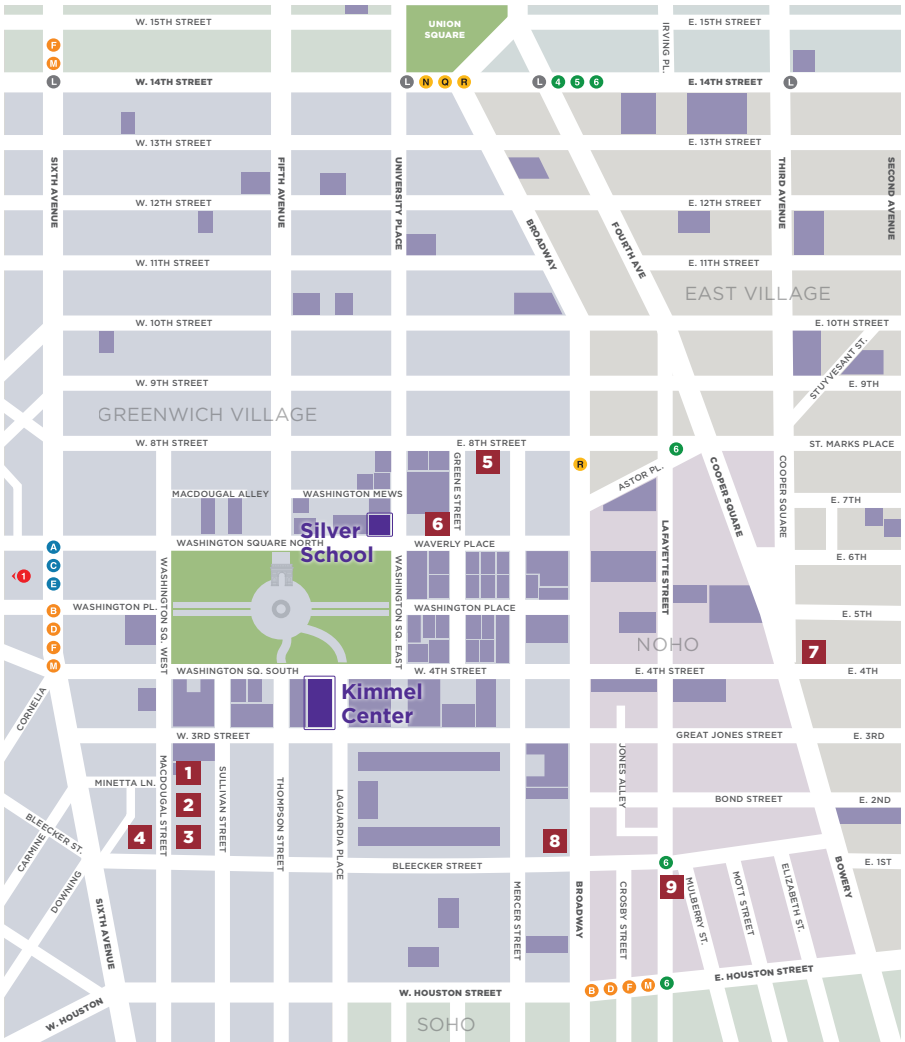 W. 15TH STREET
UNION
SQUARE
E. 15TH STREET
IRVING PL.
F
M
L
W. 14TH STREET
L
N
Q
R
L
4
5
6
E. 14TH STREET
L
W. 13TH STREET
E. 13TH STREET
SIXTH AVENUE
FIFTH AVENUE
UNIVERSITY PLACE
THIRD AVENUE
SECOND AVENUE
W. 12TH STREET
E. 12TH STREET
BROADWAY
FOURTH AVE
W. 11TH STREET
E. 11TH STREET
EAST VILLAGE
W. 10TH STREET
E. 10TH STREET
STUYVESANT ST.
W. 9TH STREET
E. 9TH
GREENWICH VILLAGE
W. 8TH STREET
E. 8TH STREET
ST. MARKS PLACE
6
GREENE STREET
5
R
ASTOR PL.
COOPER SQUARE
COOPER SQUARE
MACDOUGAL ALLEY
WASHINGTON MEWS
E. 7TH
6
Silver
School
LAFAYETTE STREET
WASHINGTON SQUARE NORTH
WAVERLY PLACE
A
C
E
1
E. 6TH
WASHINGTON SQ. WEST
WASHINGTON SQ. EAST
B
D
F
M
WASHINGTON PL.
WASHINGTON PLACE
E. 5TH
NOHO
7
WASHINGTON SQ. SOUTH
W. 4TH STREET
E. 4TH STREET
E. 4TH
CORNELIA
Kimmel
Center
W. 3RD STREET
GREAT JONES STREET
E. 3RD
MACDOUGAL STREET
1
SULLIVAN STREET
THOMPSON STREET
LAGUARDIA PLACE
JONES ALLEY
MINETTA LN.
2
BOND STREET
E. 2ND
BLEECKER ST.
CARMINE
4
3
8
DOWNING
BLEECKER STREET
6
E. 1ST
9
SIXTH AVENUE
MERCER STREET
BROADWAY
CROSBY STREET
MULBERRY ST.
MOTT STREET
ELIZABETH ST.
BOWERY
E. HOUSTON STREET
B
D
F
M
6
W. HOUSTON
W. HOUSTON STREET
SOHO